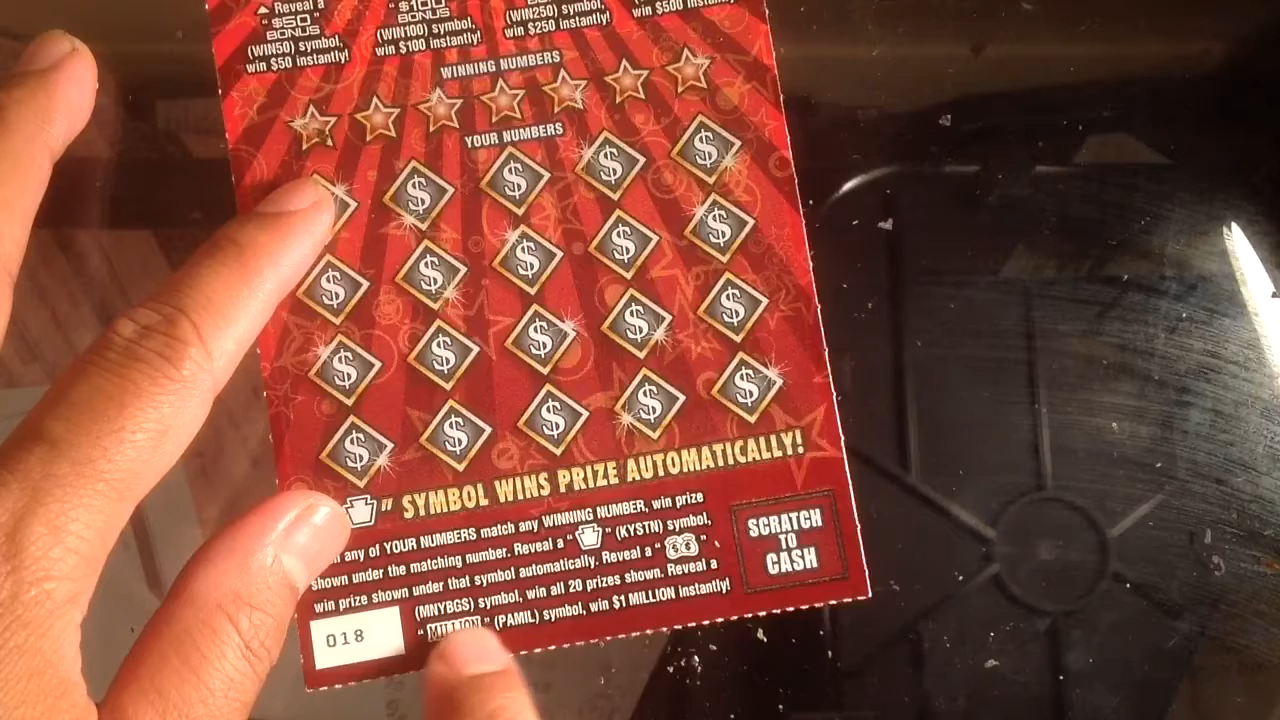 Reveal a
"$50"
BONUS
(WIN50) symbol,
win $50 instantly!
"$100
BONUS
(WIN100) symbol,
win $100 instantly!
(WIN250) symbol,
win $250 instantly!
win $500 instantly!
WINNING NUMBERS
YOUR NUMBERS
$ $ $ $
$ $ $ $ $
$ $ $ $ $
$ $ $ $ $
" SYMBOL WINS PRIZE AUTOMATICALLY!
any of YOUR NUMBERS match any WINNING NUMBER, win prize
shown under the matching number. Reveal a " " (KYSTN) symbol,
win prize shown under that symbol automatically. Reveal a " "
(MNYBGS) symbol, win all 20 prizes shown. Reveal a
"MILLION" (PAMIL) symbol, win $1 MILLION instantly!
SCRATCH
TO
CASH
018